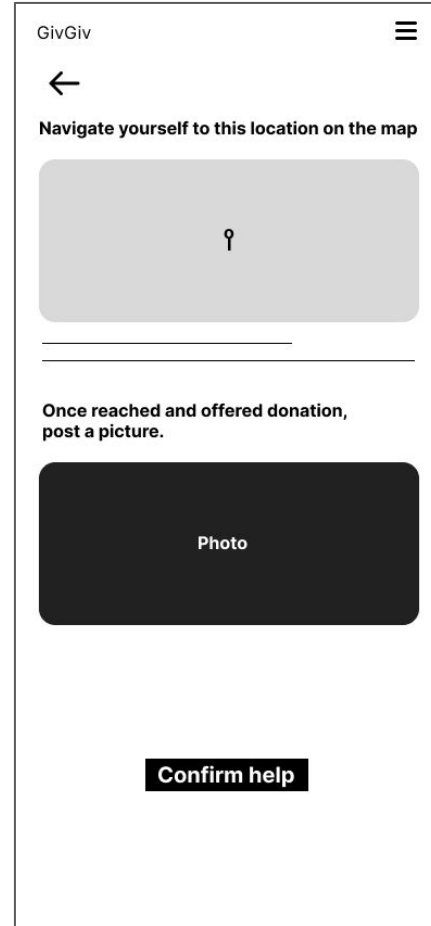 GivGiv
Navigate yourself to this location on the map
Once reached and offered donation,
post a picture.
Photo
Confirm help